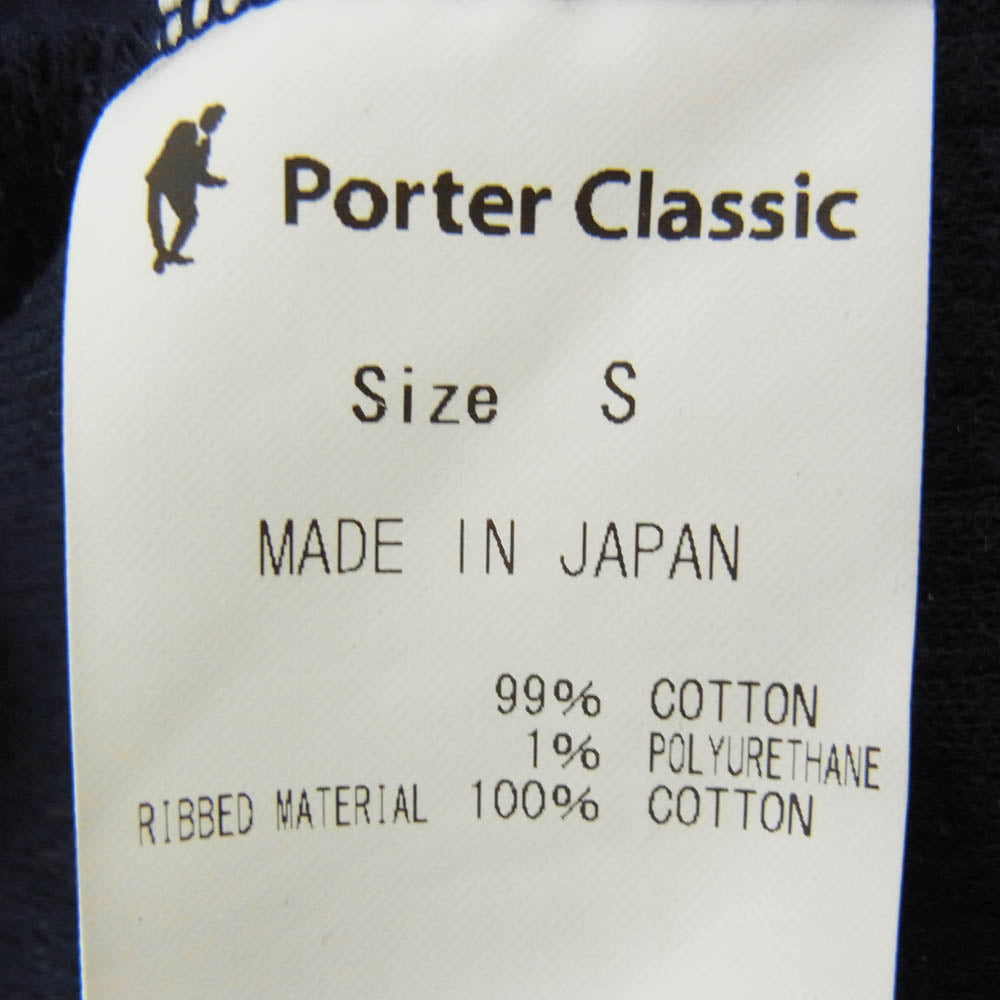 Porter Classic
Size S
MADE IN JAPAN
99% COTTON
1% POLYURETHANE
RIBBED MATERIAL 100% COTTON